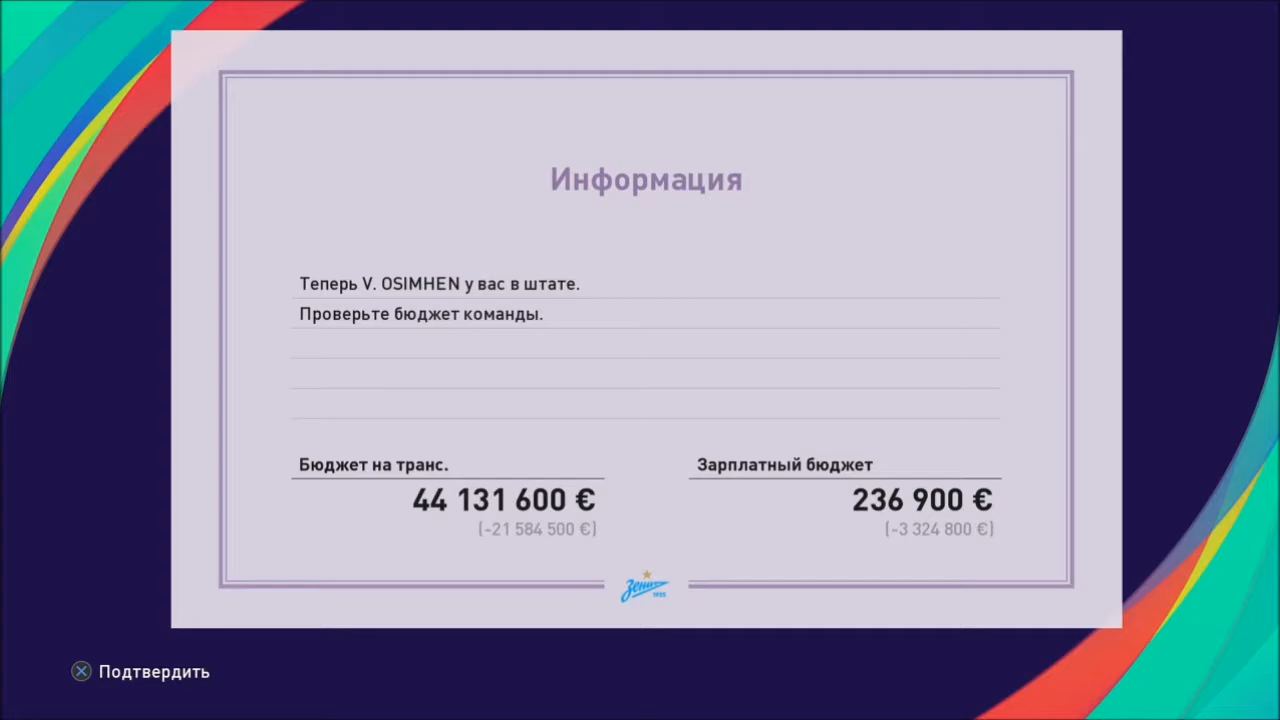 Информация
Теперь V. OSIMHEN у вас в штате.
Проверьте бюджет команды.
Бюджет на транс.
44 131 600 €
(-21 584 500 €)
Зарплатный бюджет
236 900 €
(-3 324 800 €)
Зенит
Подтвердить